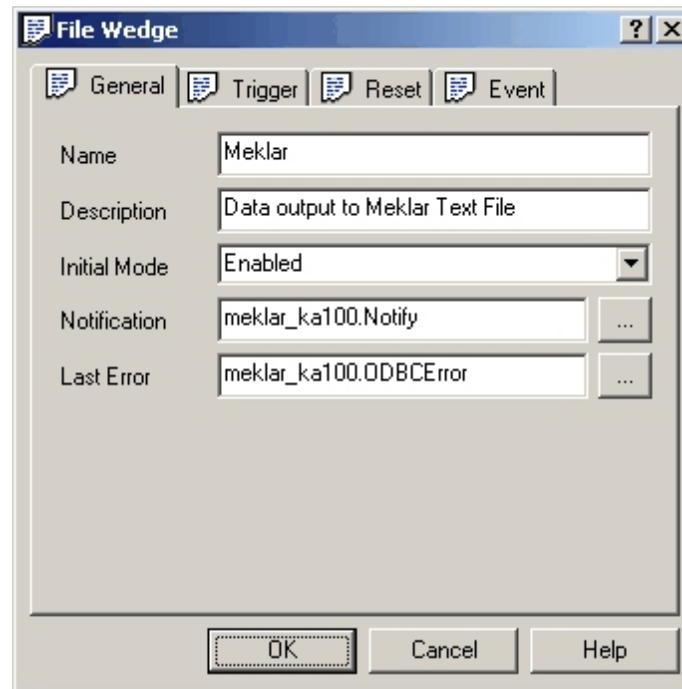 File Wedge ? X
General Trigger Reset Event
Name Meklar
Description Data output to Meklar Text File
Initial Mode Enabled
Notification meklar_ka100.Notify ...
Last Error meklar_ka100.ODBCError ...
OK Cancel Help